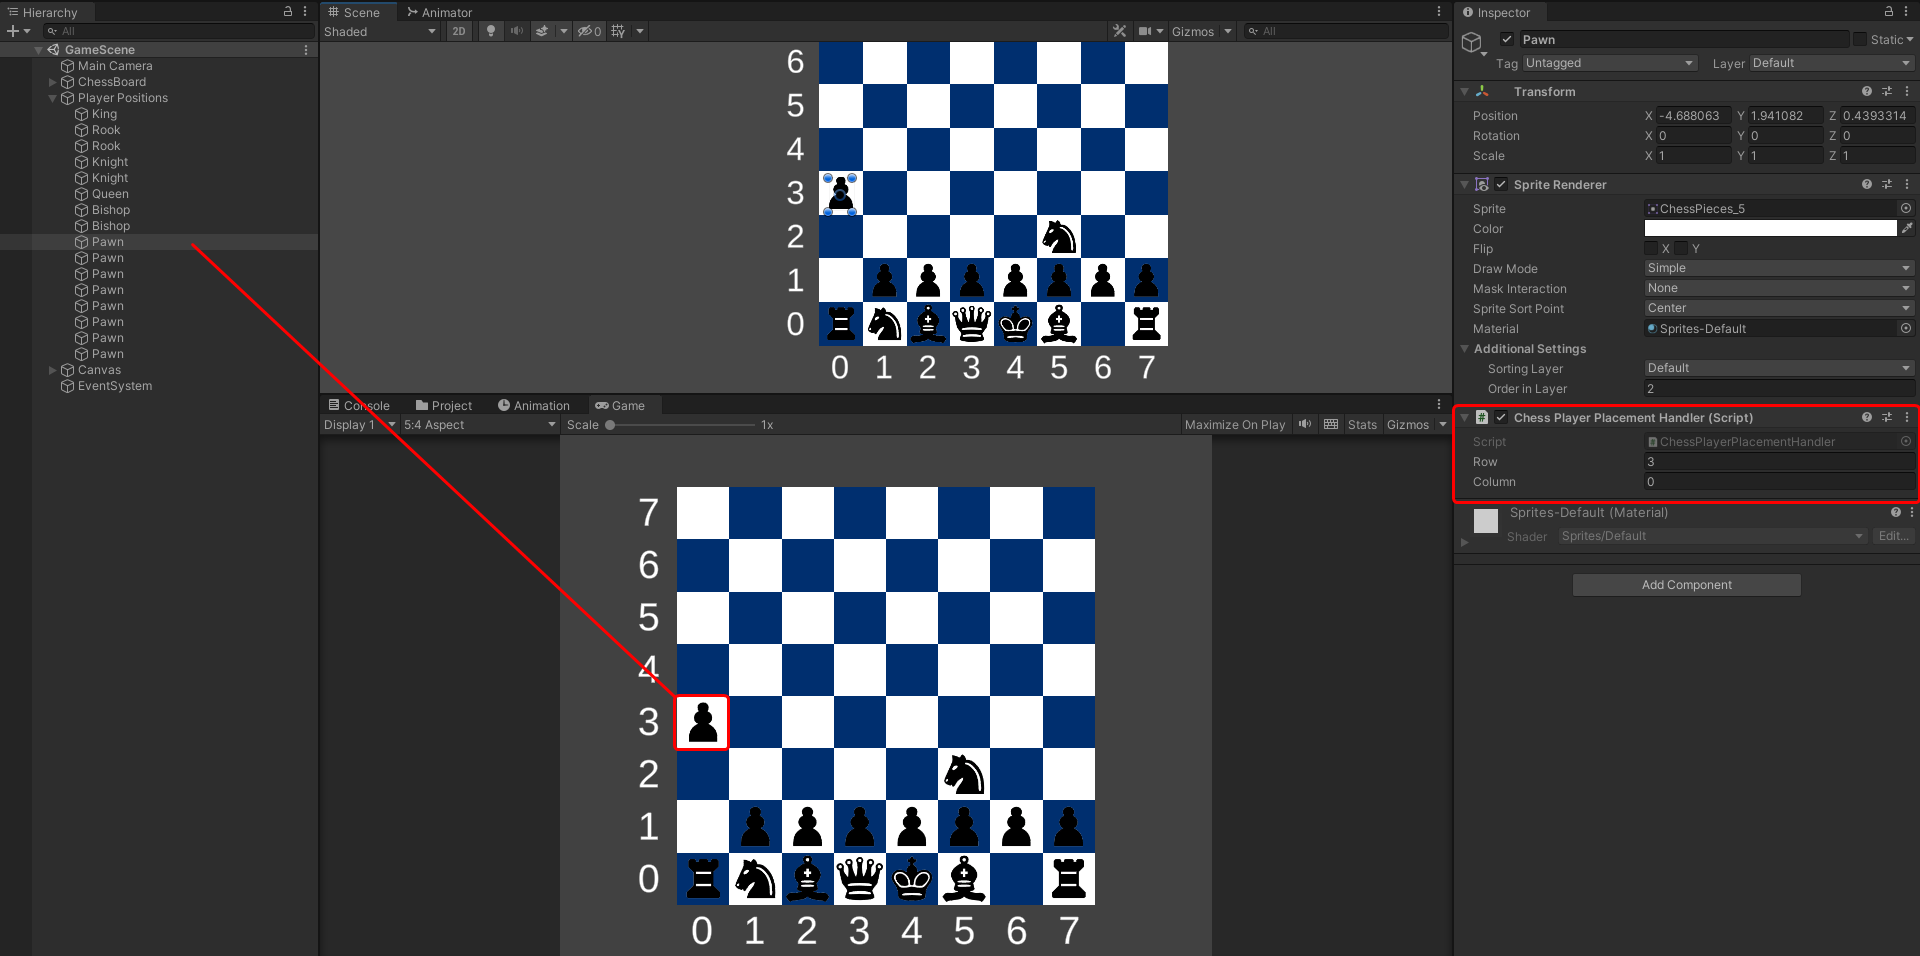 Hierarchy
All
GameScene
Main Camera
ChessBoard
Player Positions
King
Rook
Rook
Knight
Knight
Queen
Bishop
Bishop
Pawn
Pawn
Pawn
Pawn
Pawn
Pawn
Pawn
Pawn
Canvas
EventSystem
Scene Animator
Shaded 2D 0 Gizmos All
6
5
4
3
2
1
0
0 1 2 3 4 5 6 7
Console Project Animation Game
Display 1 5:4 Aspect Scale 1x Maximize On Play Stats Gizmos
7
6
5
4
3
2
1
0
0 1 2 3 4 5 6 7
Inspector
Pawn Static
Tag Untagged Layer Default
Transform
Position X -4.688063 Y 1.941082 Z 0.4393314
Rotation X 0 Y 0 Z 0
Scale X 1 Y 1 Z 1
Sprite Renderer
Sprite ChessPieces_5
Color
Flip X Y
Draw Mode Simple
Mask Interaction None
Sprite Sort Point Center
Material Sprites-Default
Additional Settings
Sorting Layer Default
Order in Layer 2
# Chess Player Placement Handler (Script)
Script ChessPlayerPlacementHandler
Row 3
Column 0
Sprites-Default (Material)
Shader Sprites/Default Edit...
Add Component